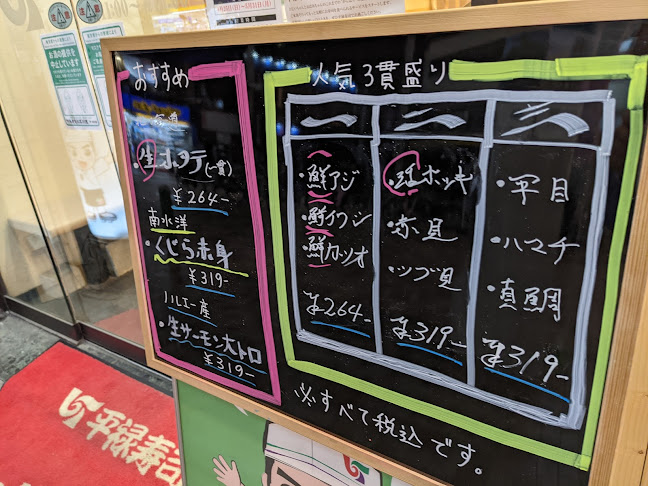 おすすめ
・生ホタテ(一貫)
¥264-
南氷洋
・くじら赤身
¥319-
ノルウェー産
・生サーモン大トロ
¥319-
人気3貫盛り
一
・鮮アジ
・鮮イワシ
・鮮カツオ
¥264-
二
・活ホッキ
・赤貝
・ツブ貝
¥319-
三
・平目
・ハマチ
・真鯛
¥319-
※すべて税込です。
平禄寿司